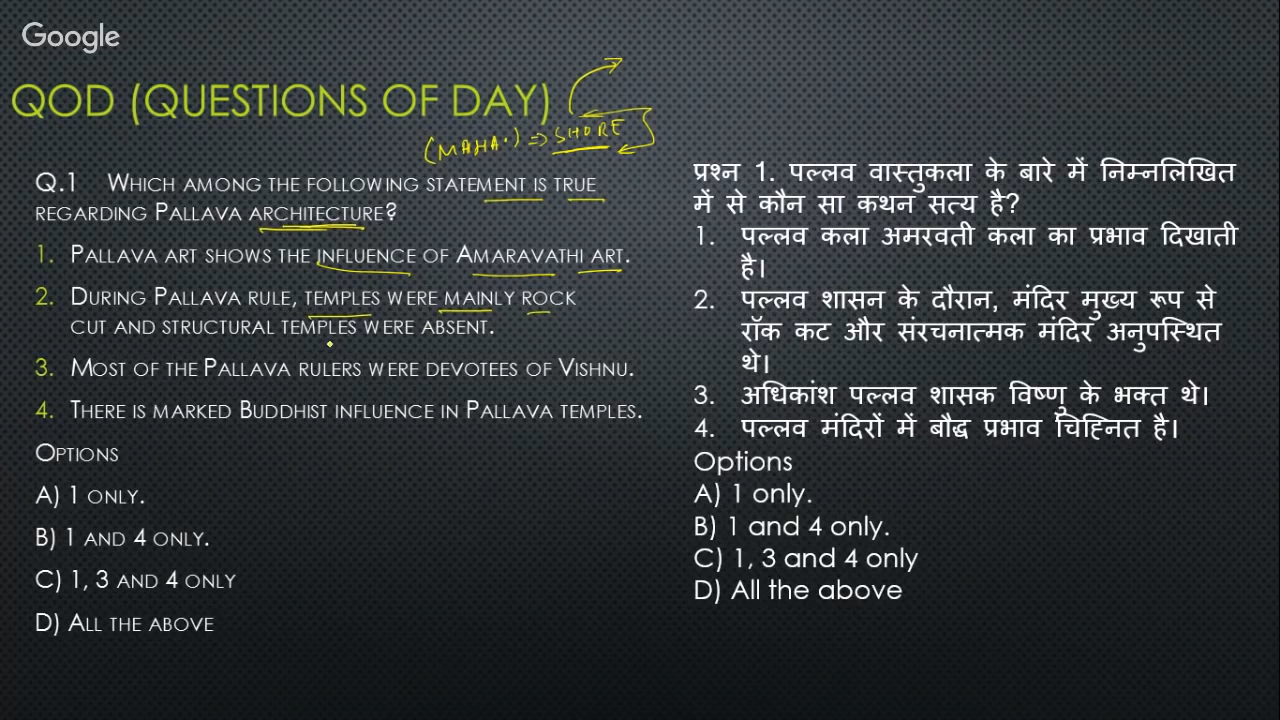 Google
QOD (QUESTIONS OF DAY)
(MAHA.) => SHORE
Q.1 WHICH AMONG THE FOLLOWING STATEMENT IS TRUE
REGARDING PALLAVA ARCHITECTURE?
1. PALLAVA ART SHOWS THE INFLUENCE OF AMARAVATHI ART.
2. DURING PALLAVA RULE, TEMPLES WERE MAINLY ROCK
CUT AND STRUCTURAL TEMPLES WERE ABSENT.
3. MOST OF THE PALLAVA RULERS WERE DEVOTEES OF VISHNU.
4. THERE IS MARKED BUDDHIST INFLUENCE IN PALLAVA TEMPLES.
OPTIONS
A) 1 ONLY.
B) 1 AND 4 ONLY.
C) 1, 3 AND 4 ONLY
D) ALL THE ABOVE
प्रश्न 1. पल्लव वास्तुकला के बारे में निम्नलिखित
में से कौन सा कथन सत्य है?
1. पल्लव कला अमरवती कला का प्रभाव दिखाती
है।
2. पल्लव शासन के दौरान, मंदिर मुख्य रूप से
रॉक कट और संरचनात्मक मंदिर अनुपस्थित
थे।
3. अधिकांश पल्लव शासक विष्णु के भक्त थे।
4. पल्लव मंदिरों में बौद्ध प्रभाव चिह्नित है।
Options
A) 1 only.
B) 1 and 4 only.
C) 1, 3 and 4 only
D) All the above